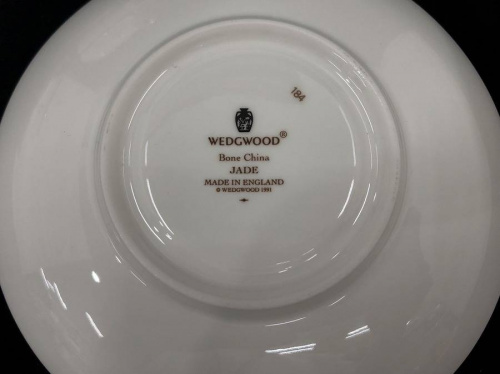 184
WEDGWOOD®
Bone China
JADE
MADE IN ENGLAND
© WEDGWOOD 1991